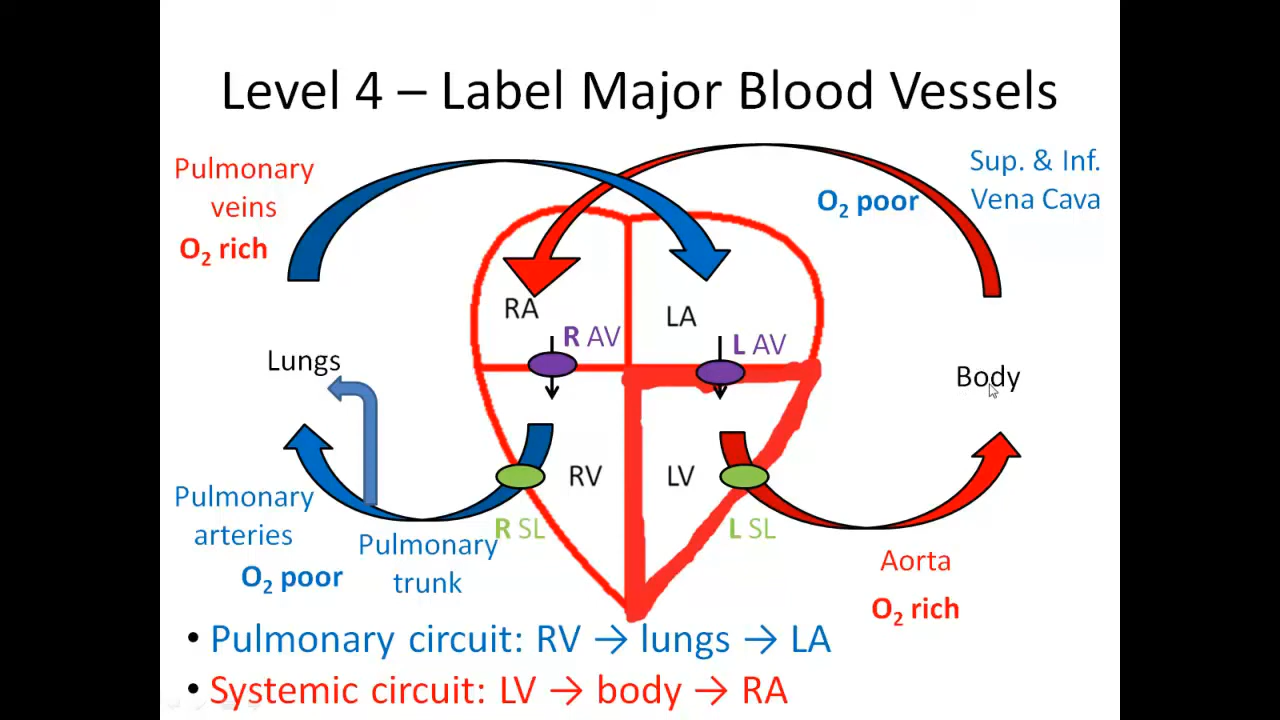 Level 4 – Label Major Blood Vessels
Pulmonary
veins
O₂ rich
Sup. & Inf.
Vena Cava
O₂ poor
RA
LA
R AV
L AV
Lungs
Body
RV
LV
R SL
L SL
Pulmonary
arteries
O₂ poor
Pulmonary
trunk
Aorta
O₂ rich
• Pulmonary circuit: RV → lungs → LA
• Systemic circuit: LV → body → RA